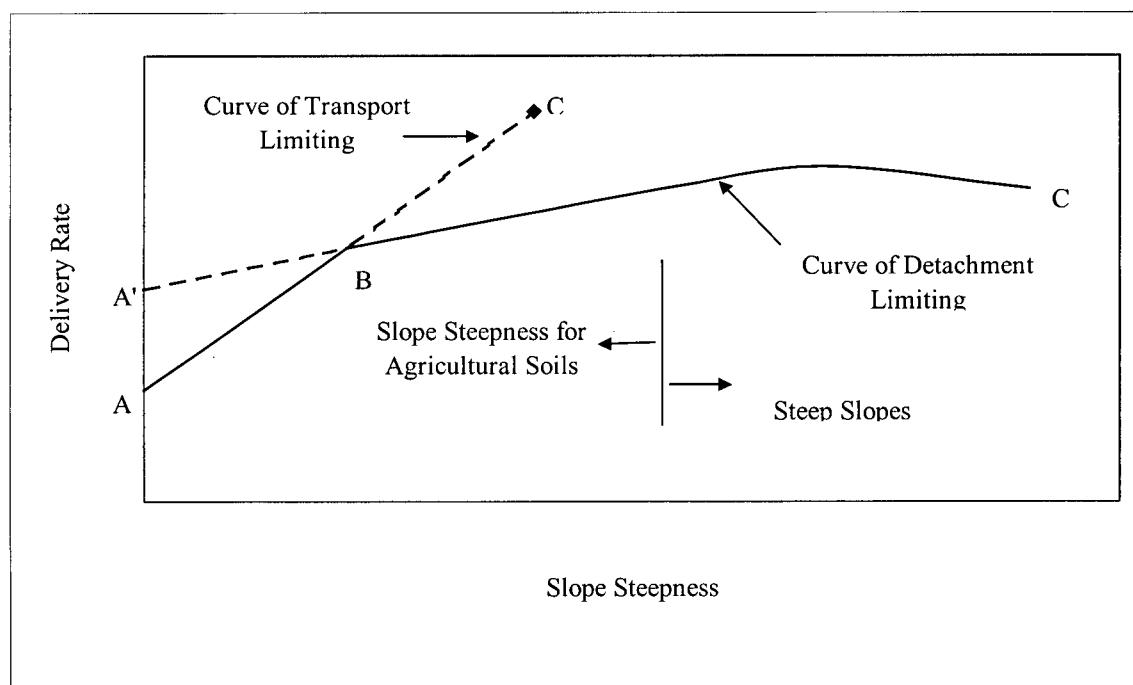 Curve of Transport
Limiting
C
Delivery Rate
A'
B
C
Curve of Detachment
Limiting
Slope Steepness for
Agricultural Soils
A
Steep Slopes
Slope Steepness